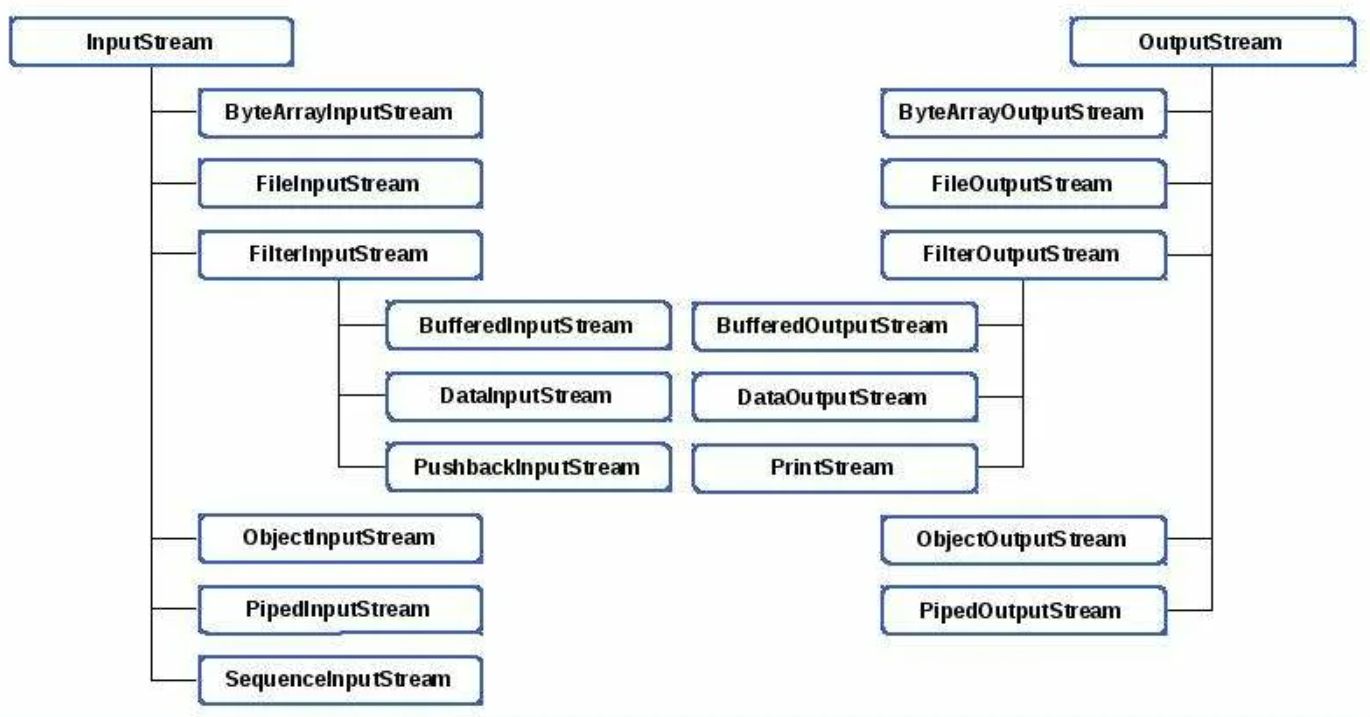 InputStream
OutputStream
ByteArrayInputStream
ByteArrayOutputStream
FileInputStream
FileOutputStream
FilterInputStream
FilterOutputStream
BufferedInputStream
BufferedOutputStream
DataInputStream
DataOutputStream
PushbackInputStream
PrintStream
ObjectInputStream
ObjectOutputStream
PipedInputStream
PipedOutputStream
SequenceInputStream